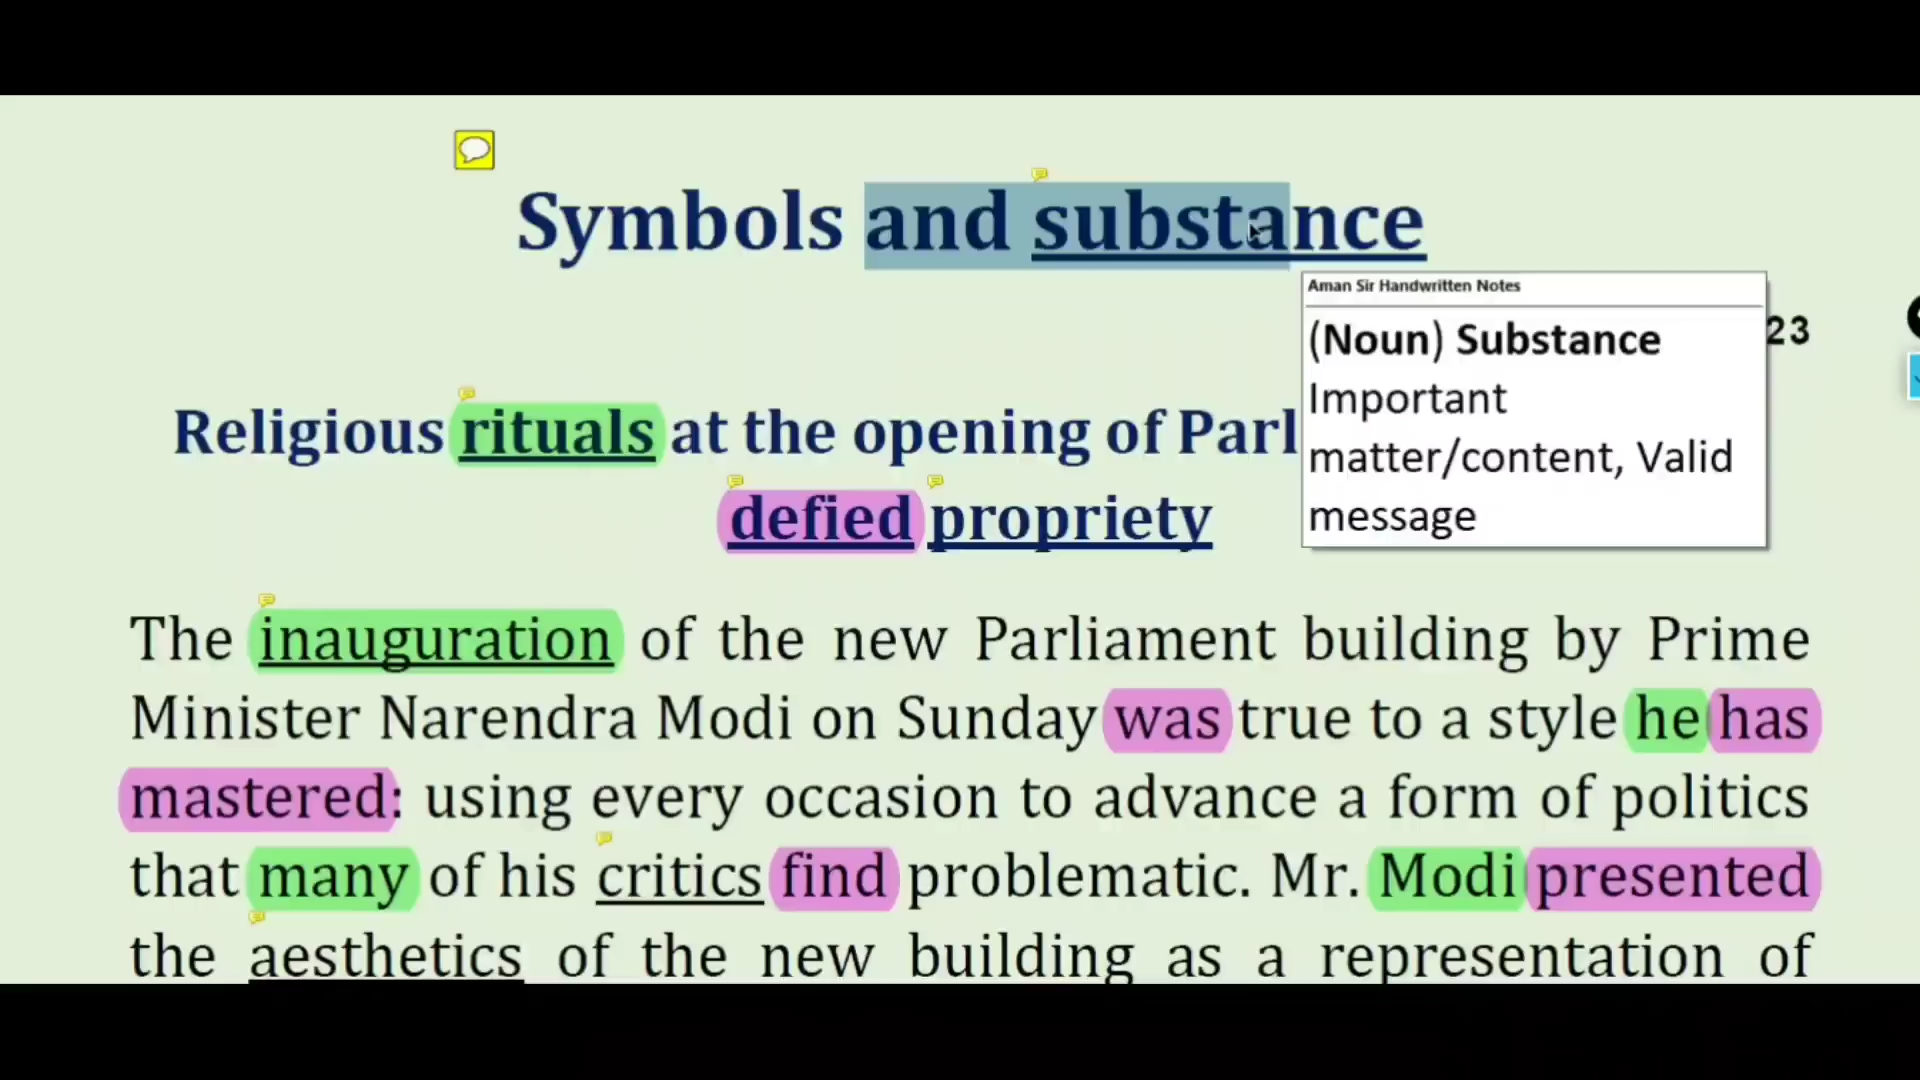 Symbols and substance
Aman Sir Handwritten Notes
(Noun) Substance
Important
matter/content, Valid
message
23
Religious rituals at the opening of Parl
defied propriety
The inauguration of the new Parliament building by Prime
Minister Narendra Modi on Sunday was true to a style he has
mastered: using every occasion to advance a form of politics
that many of his critics find problematic. Mr. Modi presented
the aesthetics of the new building as a representation of